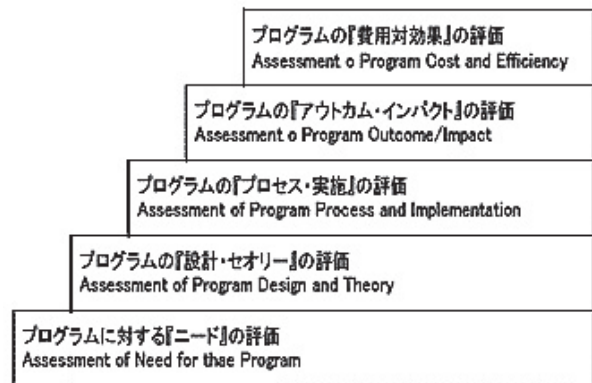 プログラムの『費用対効果』の評価
Assessment o Program Cost and Efficiency
プログラムの『アウトカム・インパクト』の評価
Assessment o Program Outcome/Impact
プログラムの『プロセス・実施』の評価
Assessment of Program Process and Implementation
プログラムの『設計・セオリー』の評価
Assessment of Program Design and Theory
プログラムに対する『ニード』の評価
Assessment of Need for thae Program